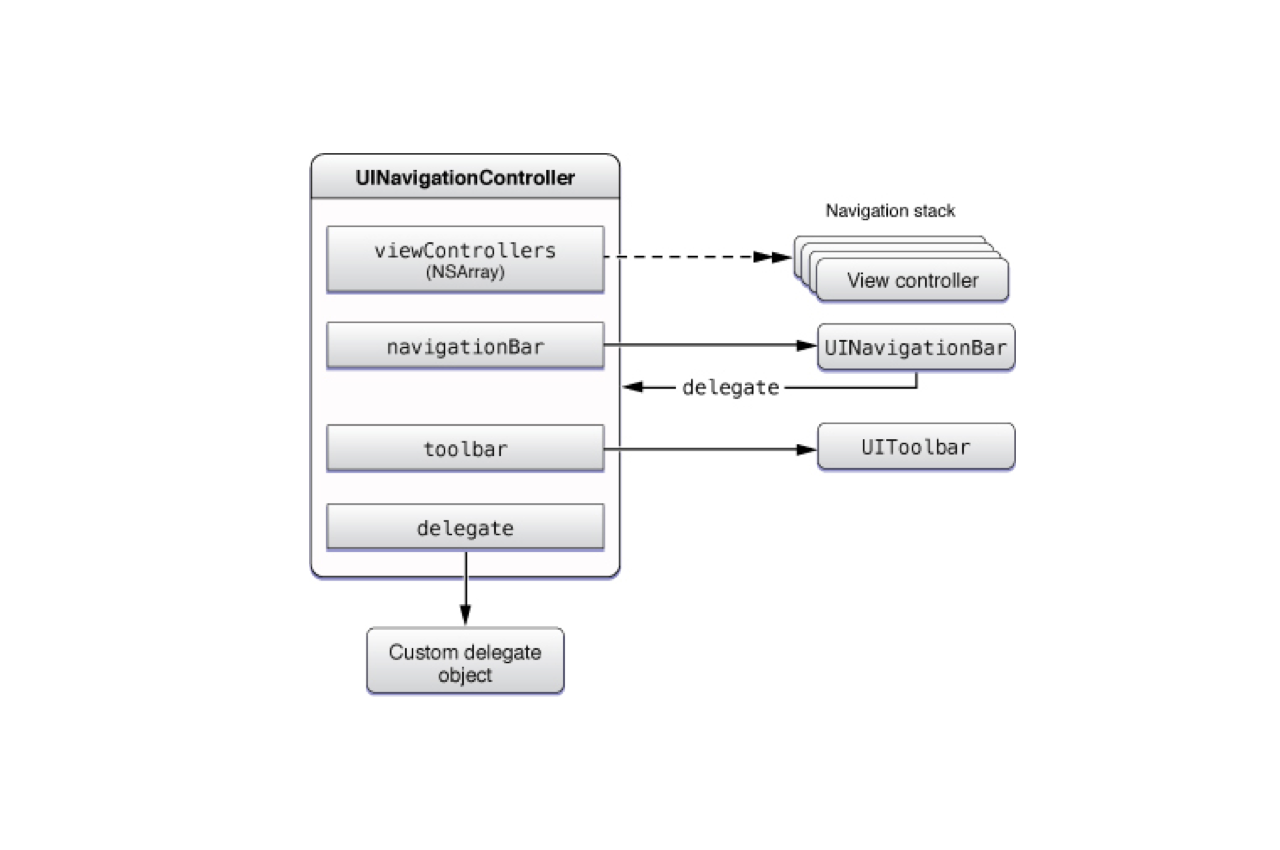 UINavigationController
Navigation stack
viewControllers
(NSArray)
View controller
navigationBar
UINavigationBar
delegate
toolbar
UIToolbar
delegate
Custom delegate
object